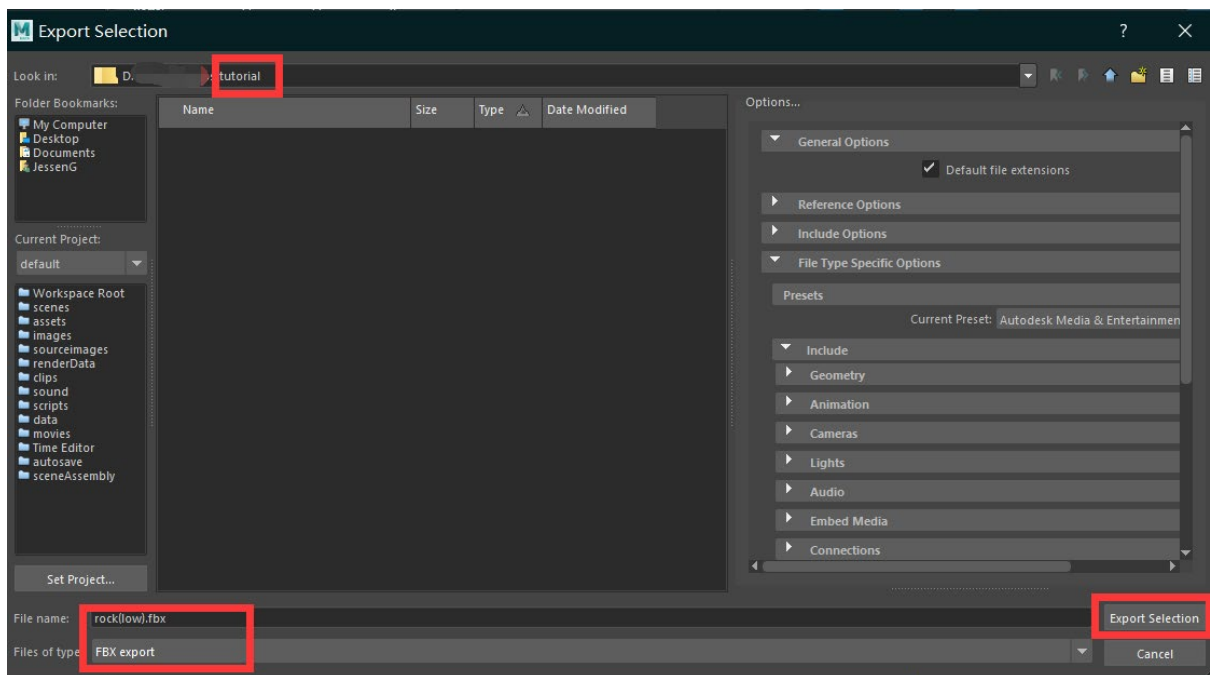 Export Selection
?
Look in:
D.
tutorial
Folder Bookmarks:
My Computer
Desktop
Documents
JessenG
Current Project:
default
Workspace Root
scenes
assets
images
sourceimages
renderData
clips
sound
scripts
data
movies
Time Editor
autosave
sceneAssembly
Set Project...
Name Size Type Date Modified
Options...
General Options
Default file extensions
Reference Options
Include Options
File Type Specific Options
Presets
Current Preset: Autodesk Media & Entertainmen
Include
Geometry
Animation
Cameras
Lights
Audio
Embed Media
Connections
File name: rock(low).fbx
Export Selection
Files of type FBX export
Cancel